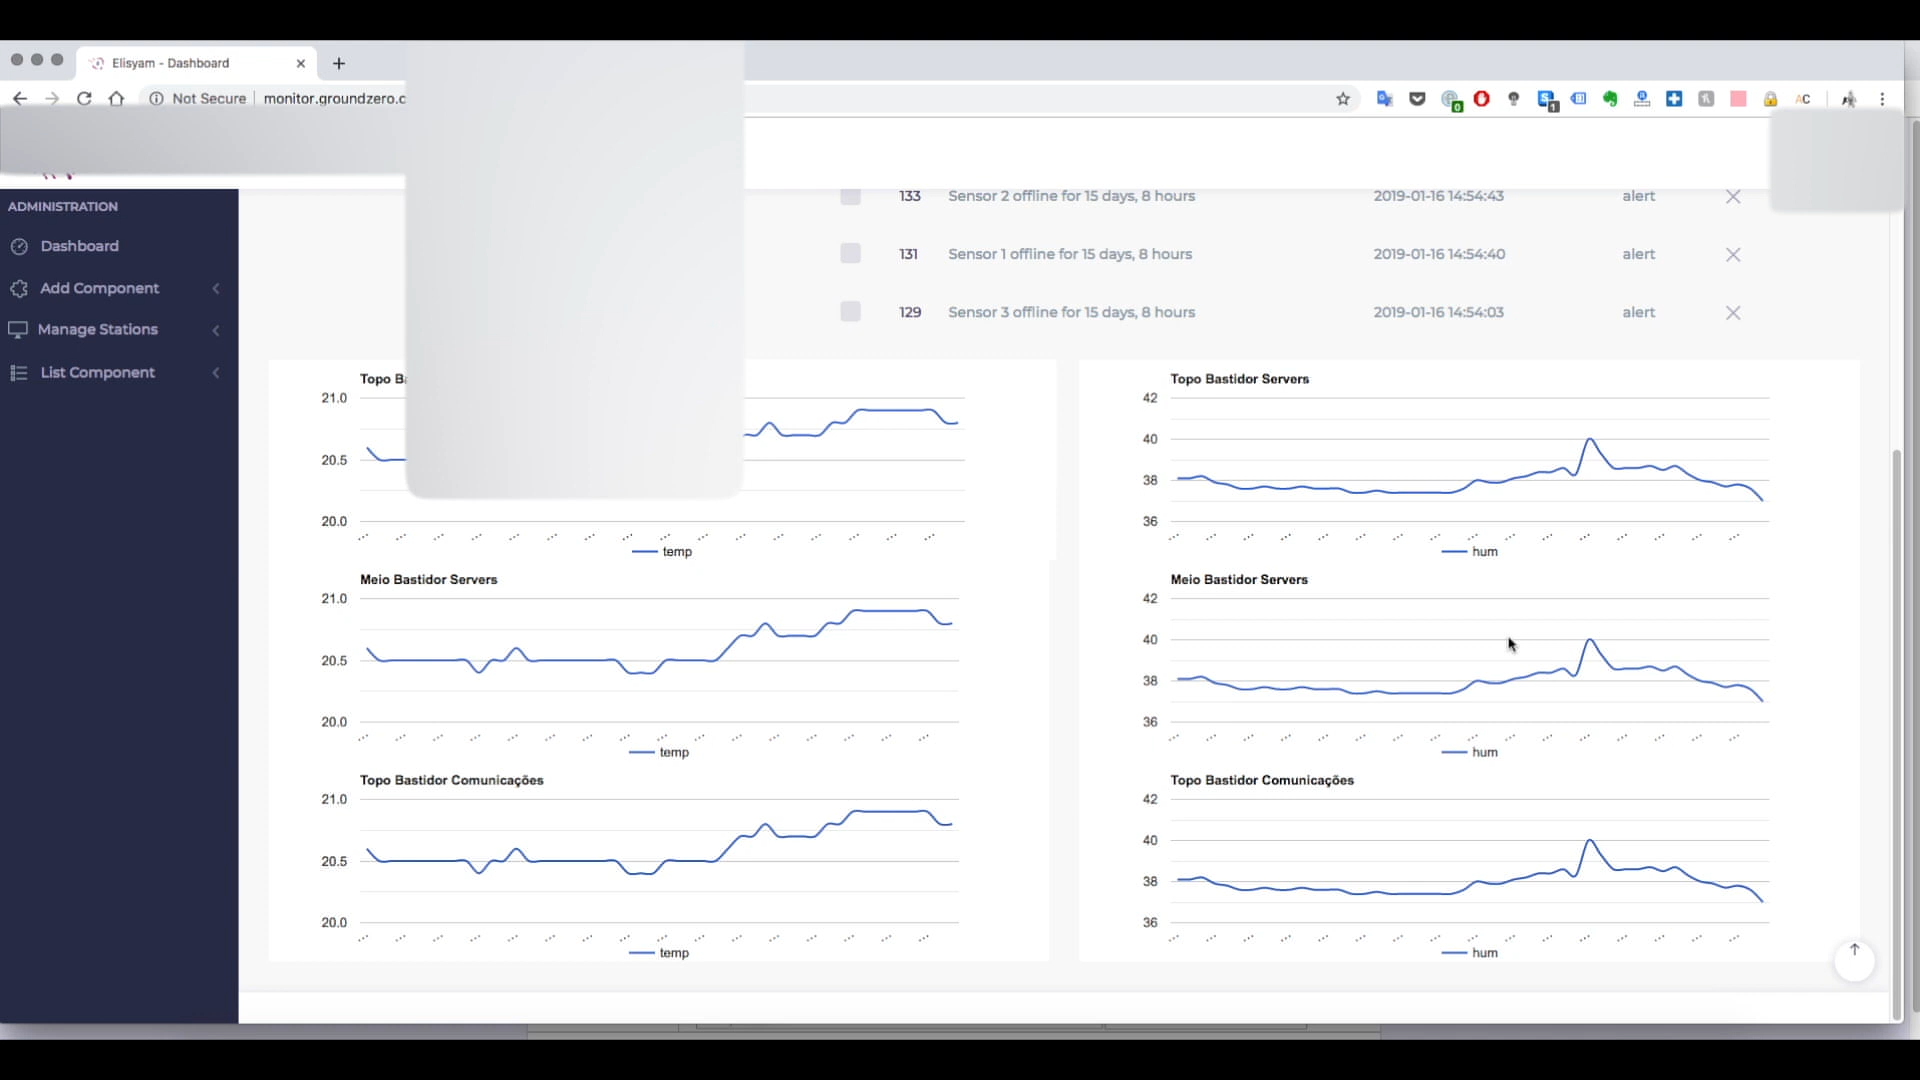 Elisyam - Dashboard
Not Secure
monitor.groundzero.c
0
1
AC
ADMINISTRATION
Dashboard
Add Component
Manage Stations
List Component
133 Sensor 2 offline for 15 days, 8 hours 2019-01-16 14:54:43 alert
131 Sensor 1 offline for 15 days, 8 hours 2019-01-16 14:54:40 alert
129 Sensor 3 offline for 15 days, 8 hours 2019-01-16 14:54:03 alert
Topo
21.0
20.5
20.0
temp
Topo Bastidor Servers
42
40
38
36
hum
Meio Bastidor Servers
21.0
20.5
20.0
temp
Meio Bastidor Servers
42
40
38
36
hum
Topo Bastidor Comunicações
21.0
20.5
20.0
temp
Topo Bastidor Comunicações
42
40
38
36
hum